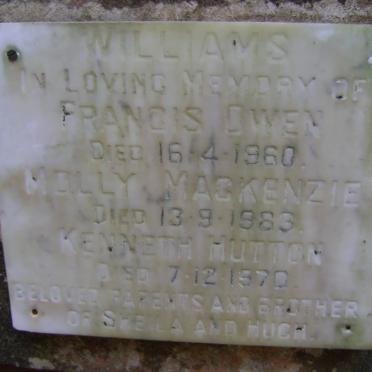 WILLIAMS
IN LOVING MEMORY OF
FRANCIS OWEN
DIED 16·4·1960.
MOLLY MACKENZIE
DIED 13·9·1983.
KENNETH HUTTON
DIED 7·12·1970.
BELOVED PARENTS AND BROTHER
OF SHEILA AND HUGH.